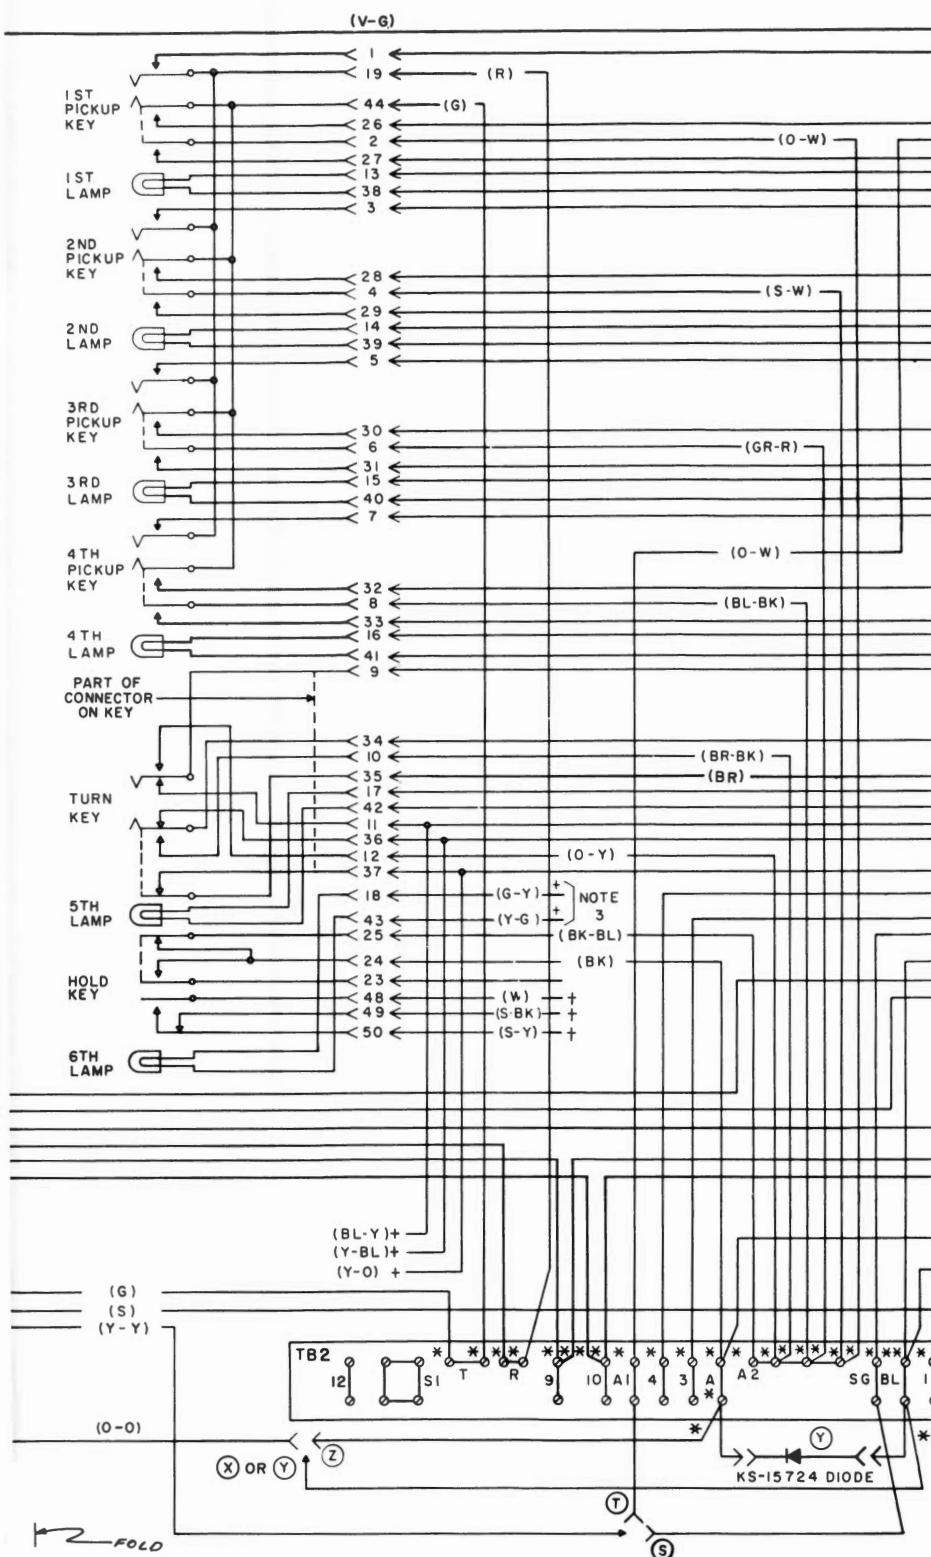 (V-G)
1
19 (R)
1ST
PICKUP
KEY
44 (G)
26
2 (O-W)
27
1ST
LAMP
13
38
3
2ND
PICKUP
KEY
28
4 (S-W)
29
2ND
LAMP
14
39
5
3RD
PICKUP
KEY
30
6 (GR-R)
31
3RD
LAMP
15
40
7
4TH
PICKUP
KEY
(O-W)
32
8 (BL-BK)
33
4TH
LAMP
16
41
9
PART OF
CONNECTOR
ON KEY
34
10 (BR-BK)
35 (BR)
TURN
KEY
17
42
11
36
12 (O-Y)
37
18 (G-Y) + NOTE
43 (Y-G) + 3
5TH
LAMP
25 (BK-BL)
24 (BK)
HOLD
KEY
23
48 (W) †
49 (S-BK) †
50 (S-Y) †
6TH
LAMP
(BL-Y)+
(Y-BL)+
(Y-O) +
(G)
(S)
(Y-Y)
TB2 * * * * * * * * * * * * * * * * * * * *
12 S1 T R 9 10 A1 4 3 A A2 SG BL 1
*
(O-O) Z * Y *
X OR Y
KS-15724 DIODE
T
S
FOLD